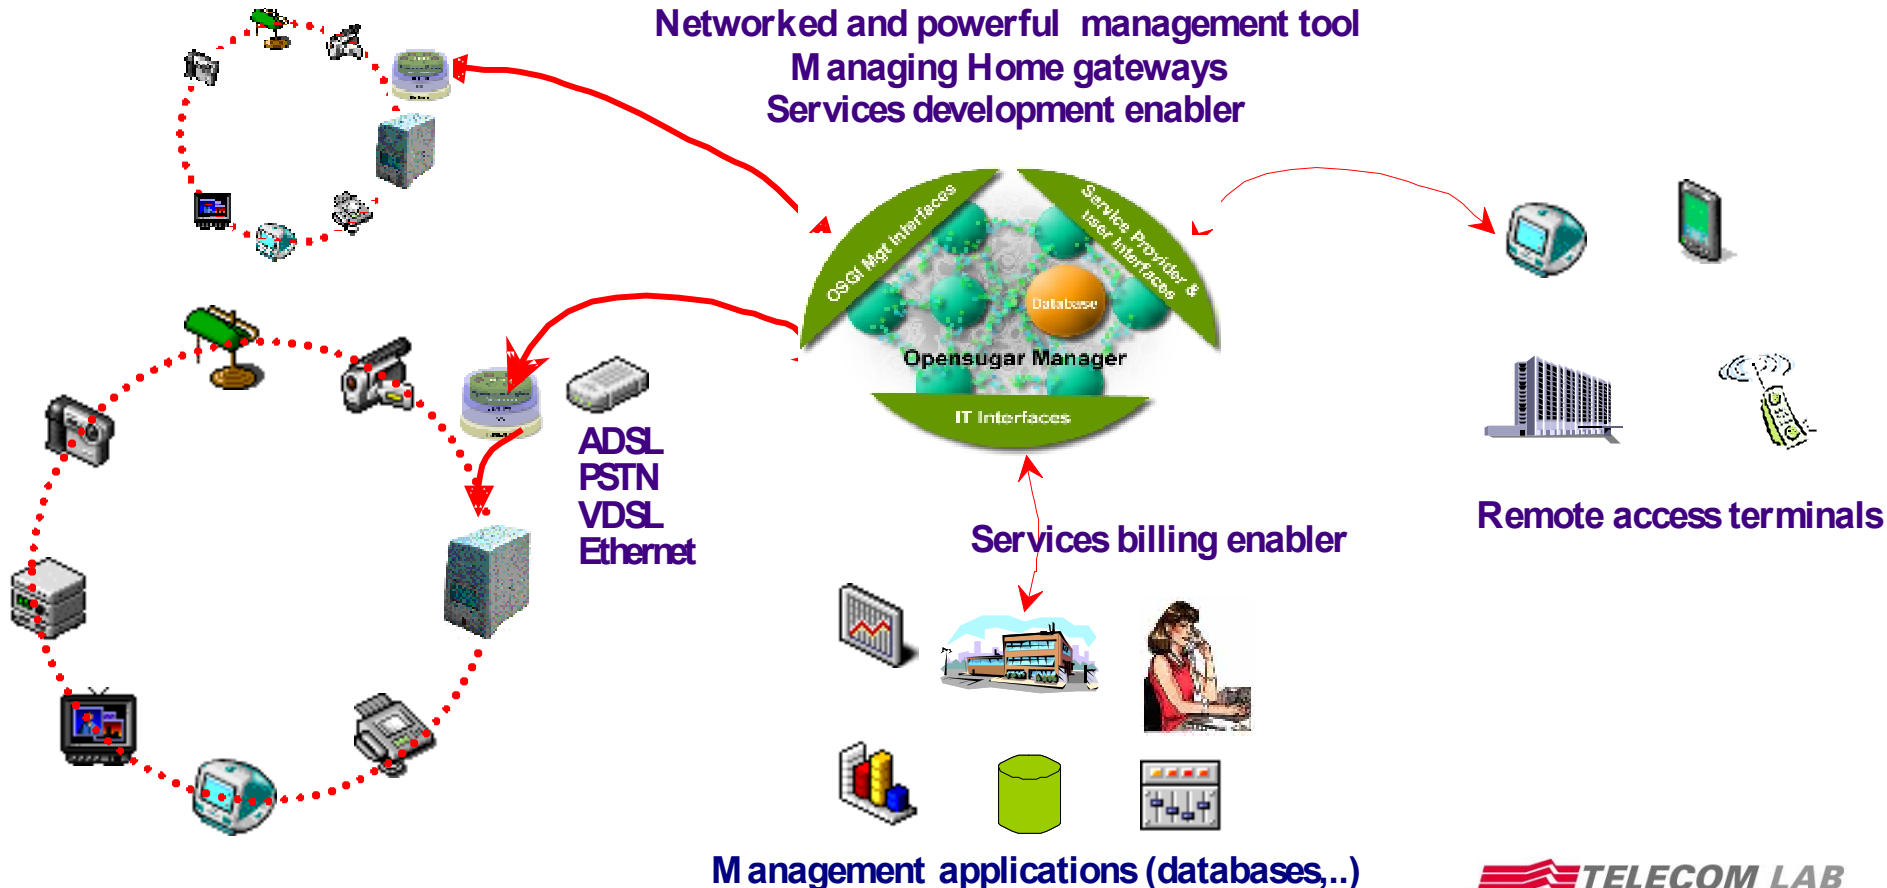 Networked and powerful management tool
Managing Home gateways
Services development enabler
OSGI Mgt Interfaces
Service Provider &
user Interfaces
Database
Opensugar Manager
IT Interfaces
ADSL
PSTN
VDSL
Ethernet
Services billing enabler
Remote access terminals
Management applications (databases,..)
TELECOM LAB